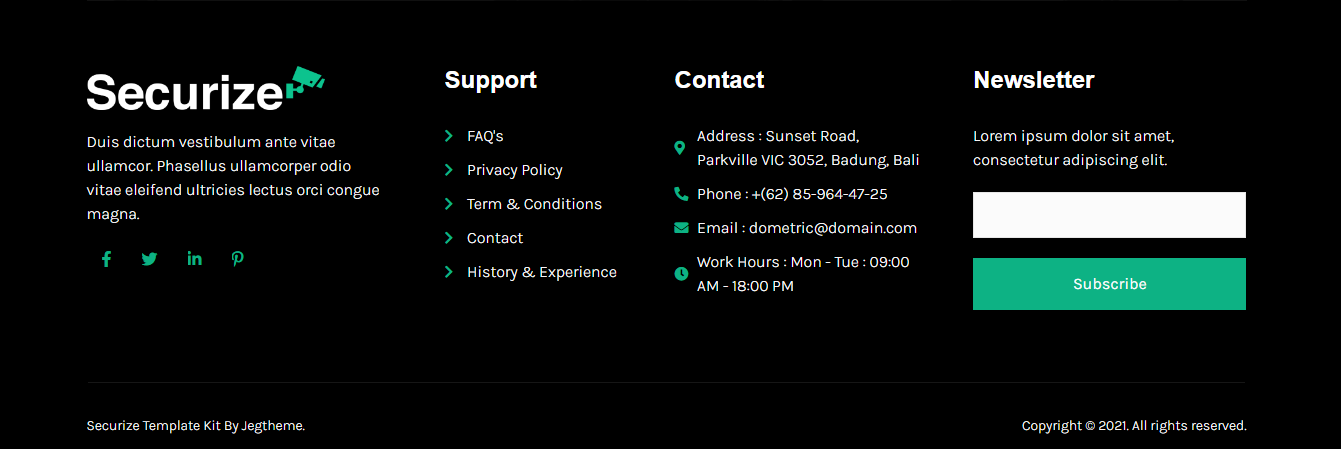 Securize
Duis dictum vestibulum ante vitae
ullamcor. Phasellus ullamcorper odio
vitae eleifend ultricies lectus orci congue
magna.
Support
FAQ's
Privacy Policy
Term & Conditions
Contact
History & Experience
Contact
Address : Sunset Road,
Parkville VIC 3052, Badung, Bali
Phone : +(62) 85-964-47-25
Email : dometric@domain.com
Work Hours : Mon - Tue : 09:00
AM - 18:00 PM
Newsletter
Lorem ipsum dolor sit amet,
consectetur adipiscing elit.
Subscribe
Securize Template Kit By Jegtheme.
Copyright © 2021. All rights reserved.